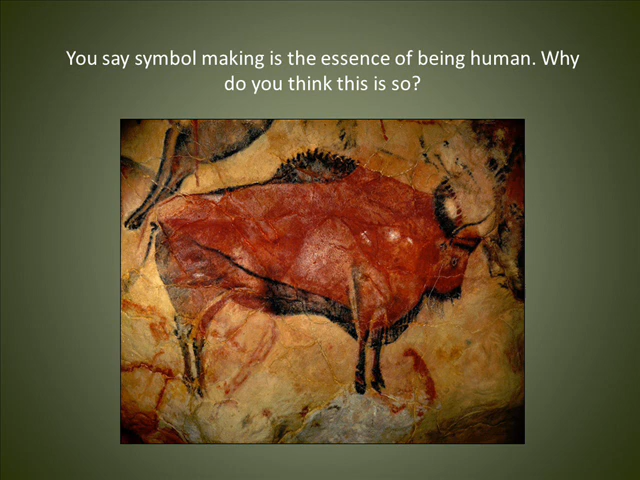 You say symbol making is the essence of being human. Why
do you think this is so?